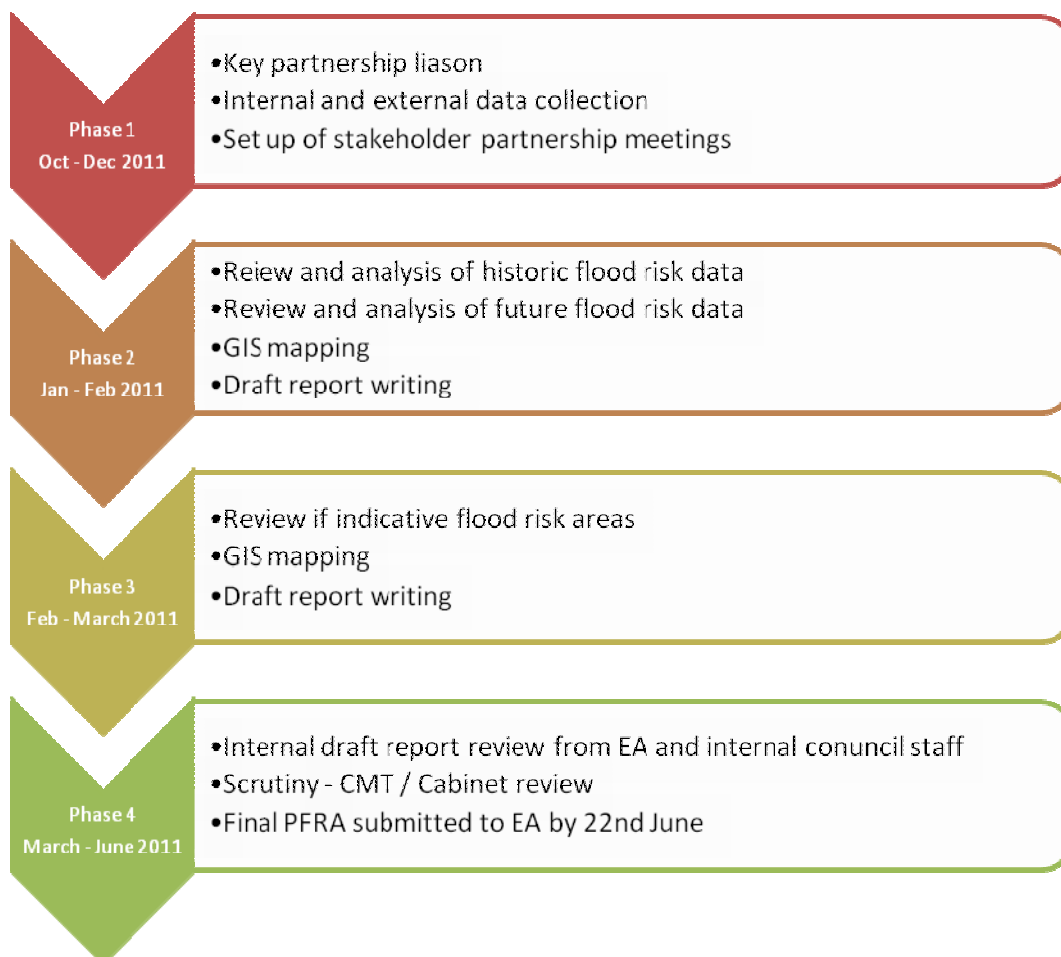 Phase 1
Oct - Dec 2011
•Key partnership liason
•Internal and external data collection
•Set up of stakeholder partnership meetings
Phase 2
Jan - Feb 2011
•Reiew and analysis of historic flood risk data
•Review and analysis of future flood risk data
•GIS mapping
•Draft report writing
Phase 3
Feb - March 2011
•Review if indicative flood risk areas
•GIS mapping
•Draft report writing
Phase 4
March - June 2011
•Internal draft report review from EA and internal conuncil staff
•Scrutiny - CMT / Cabinet review
•Final PFRA submitted to EA by 22nd June